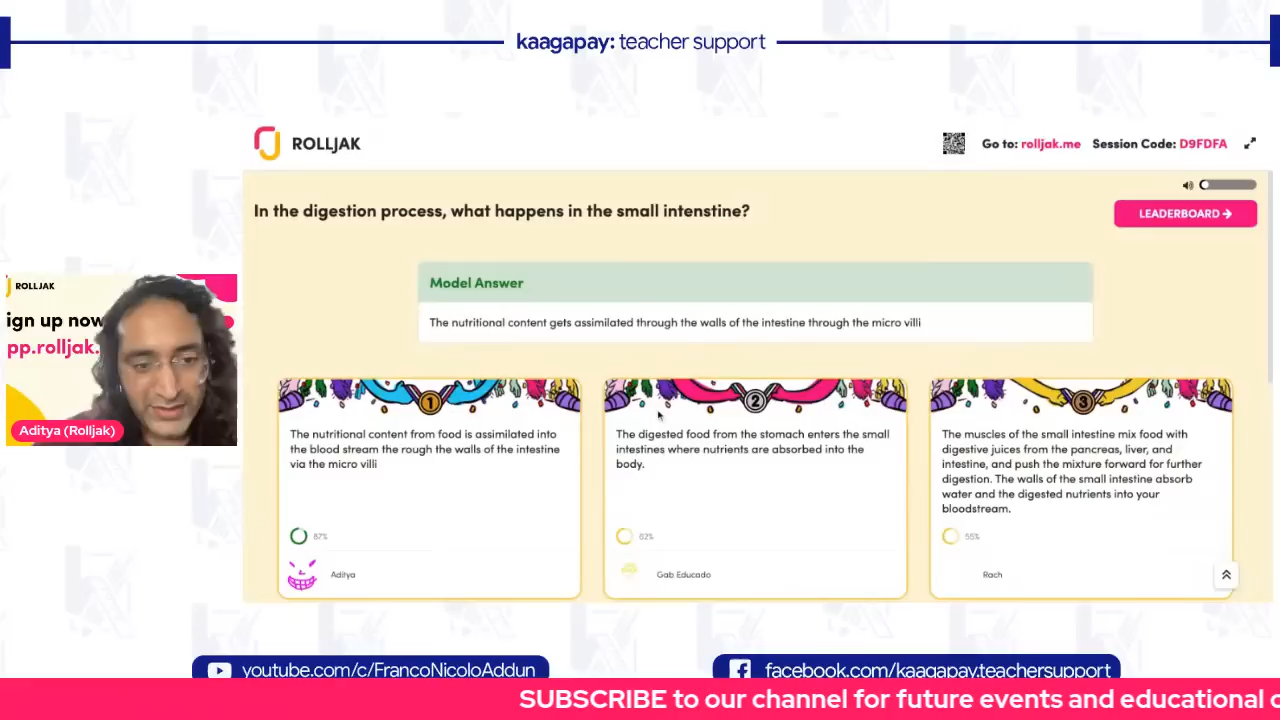 kaagapay: teacher support
ROLLJAK
Go to: rolljak.me Session Code: D9FDFA
In the digestion process, what happens in the small intenstine?
LEADERBOARD →
Model Answer
The nutritional content gets assimilated through the walls of the intestine through the micro villi
1
The nutritional content from food is assimilated into
the blood stream the rough the walls of the intestine
via the micro villi
87%
Aditya
2
The digested food from the stomach enters the small
intestines where nutrients are absorbed into the
body.
62%
Gab Educado
3
The muscles of the small intestine mix food with
digestive juices from the pancreas, liver, and
intestine, and push the mixture forward for further
digestion. The walls of the small intestine absorb
water and the digested nutrients into your
bloodstream.
55%
Rach
ROLLJAK
ign up now
pp.rolljak.
Aditya (Rolljak)
youtube.com/c/FrancoNicoloAddun
facebook.com/kaagapay.teachersupport
SUBSCRIBE to our channel for future events and educational c